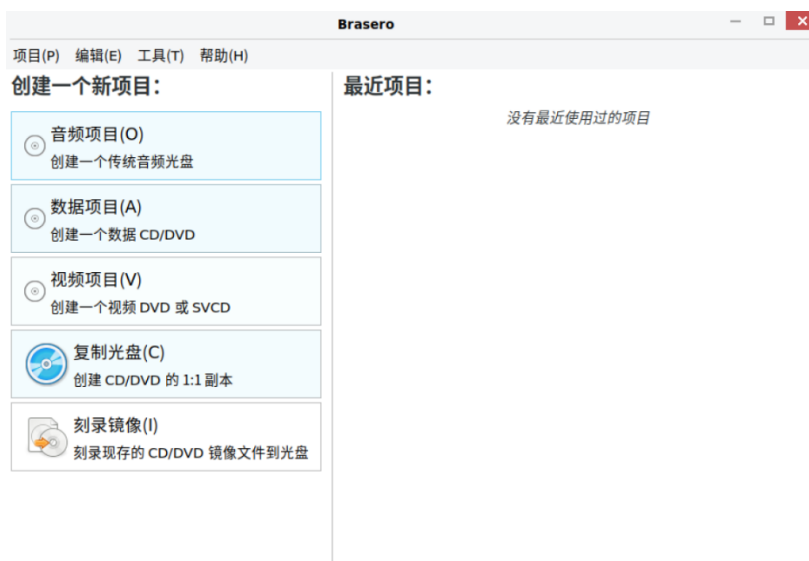 Brasero
项目(P) 编辑(E) 工具(T) 帮助(H)
创建一个新项目：
音频项目(O)
创建一个传统音频光盘
数据项目(A)
创建一个数据 CD/DVD
视频项目(V)
创建一个视频 DVD 或 SVCD
复制光盘(C)
创建 CD/DVD 的 1:1 副本
刻录镜像(I)
刻录现存的 CD/DVD 镜像文件到光盘
最近项目：
没有最近使用过的项目